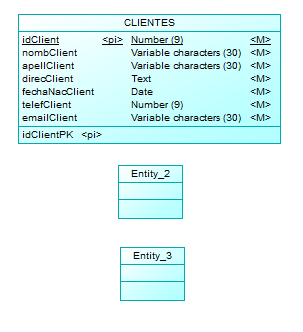 CLIENTES
idClient <pi> Number (9) <M>
nombClient Variable characters (30) <M>
apellClient Variable characters (30) <M>
direcClient Text <M>
fechaNacClient Date <M>
telefClient Number (9) <M>
emailClient Variable characters (30) <M>
idClientPK <pi>
Entity_2
Entity_3